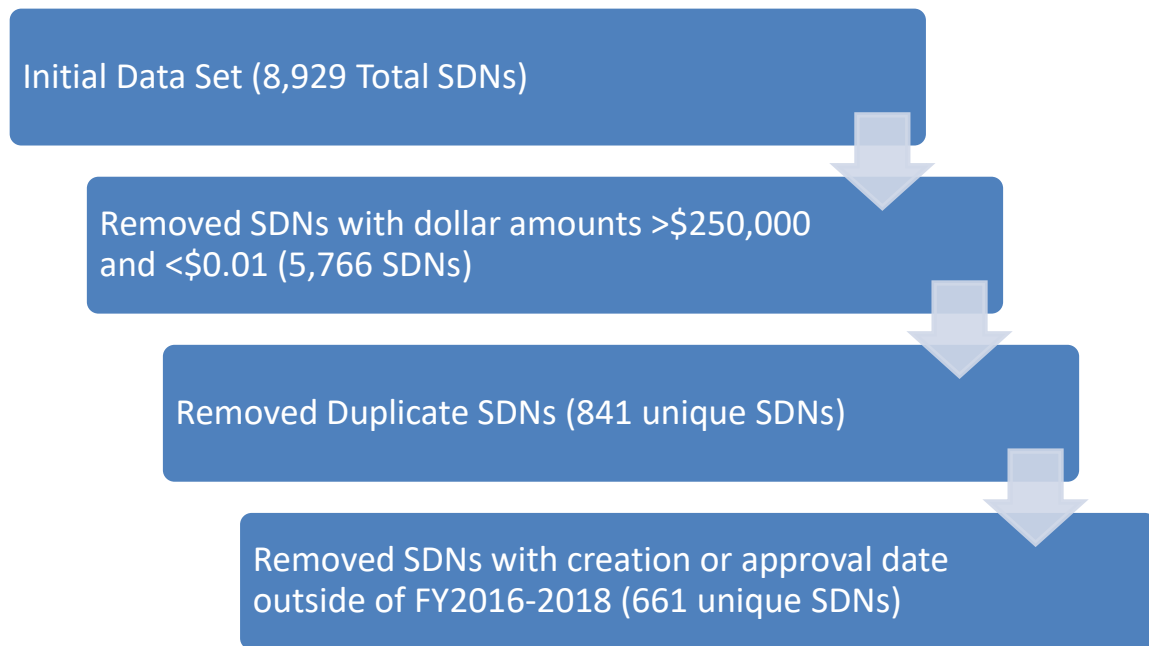 Initial Data Set (8,929 Total SDNs)
Removed SDNs with dollar amounts >$250,000
and <$0.01 (5,766 SDNs)
Removed Duplicate SDNs (841 unique SDNs)
Removed SDNs with creation or approval date
outside of FY2016-2018 (661 unique SDNs)